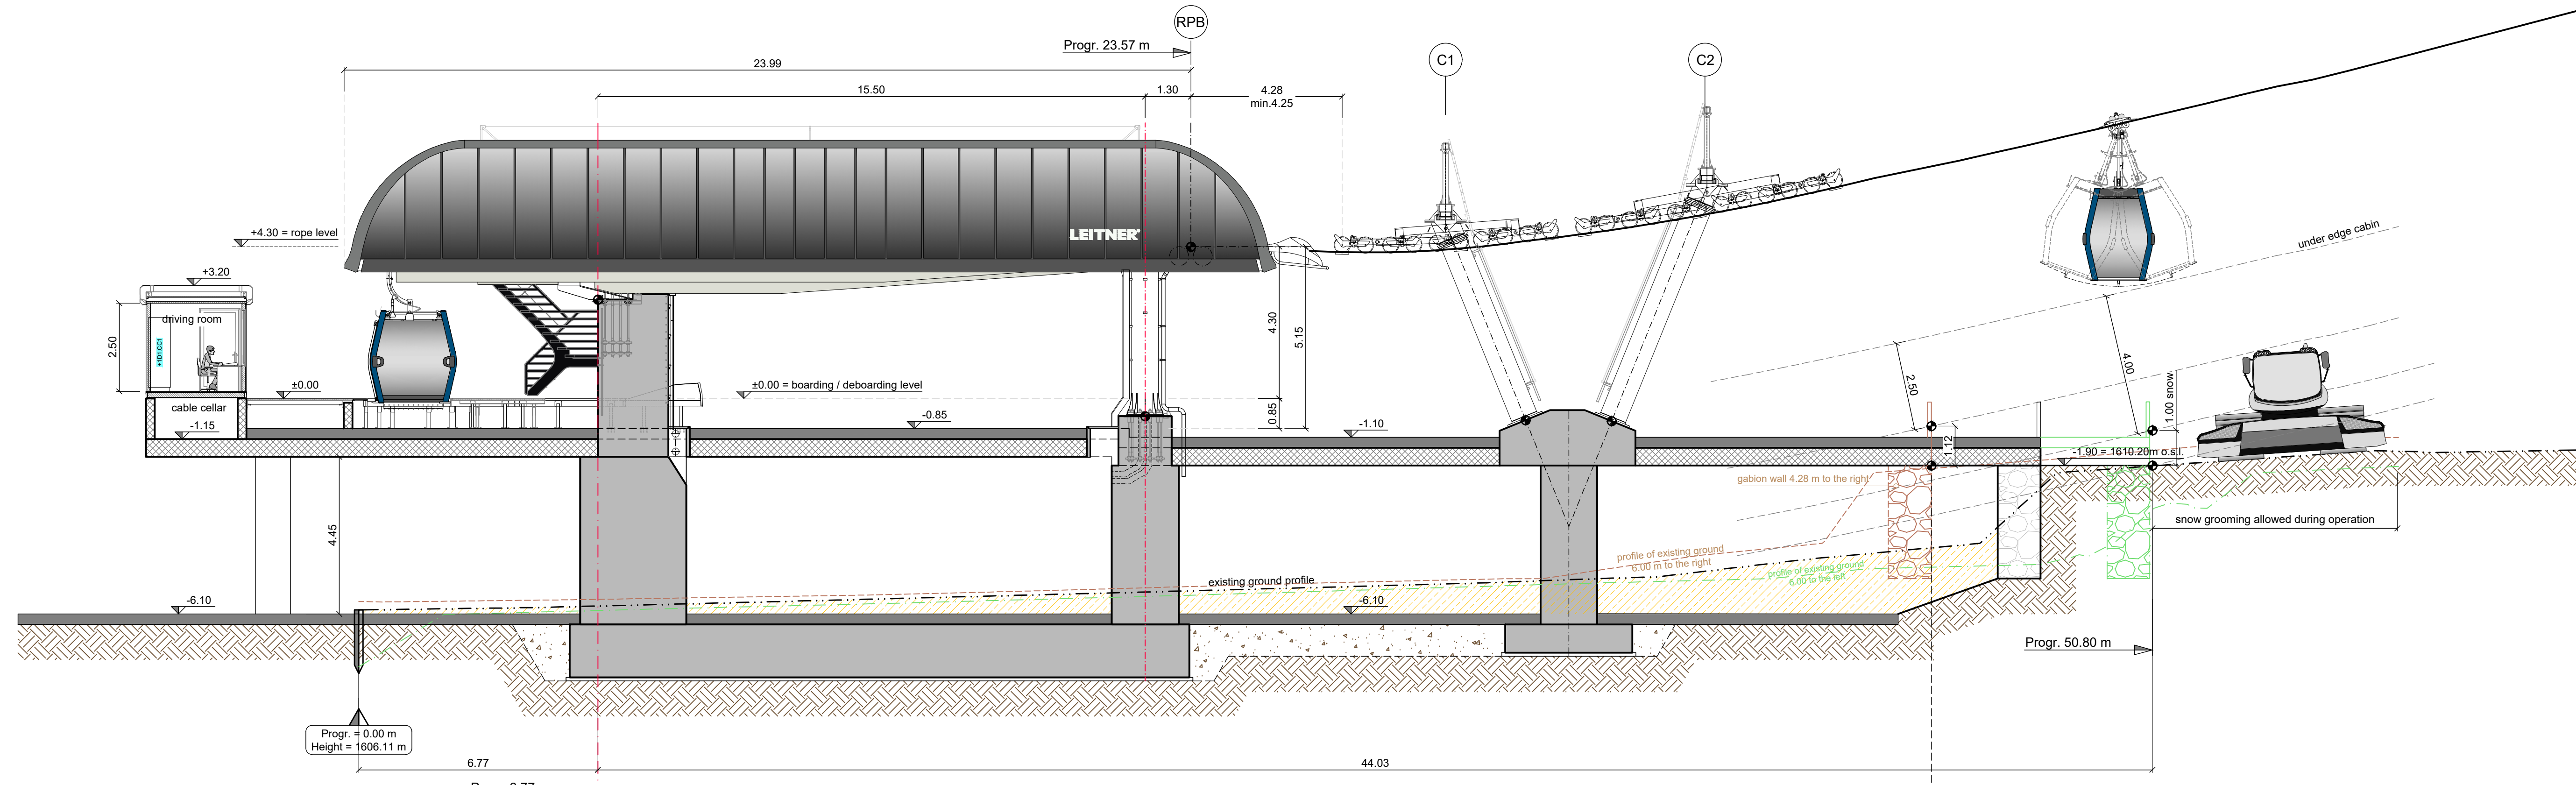 RPB
Progr. 23.57 m
C1
C2
23.99
15.50
1.30
4.28
min.4.25
LEITNER®
+4.30 = rope level
under edge cabin
+3.20
driving room
2.50
+1D1.CC1
4.30
5.15
2.50
4.00
1.00 snow
±0.00
±0.00 = boarding / deboarding level
cable cellar
-1.15
-0.85
0.85
-1.10
1.12
-1.90 = 1610.20m o.s.l.
gabion wall 4.28 m to the right
snow grooming allowed during operation
4.45
profile of existing ground
6.00 m to the right
existing ground profile
profile of existing ground
6.00 to the left
-6.10
-6.10
Progr. 50.80 m
Progr. = 0.00 m
Height = 1606.11 m
6.77
44.03